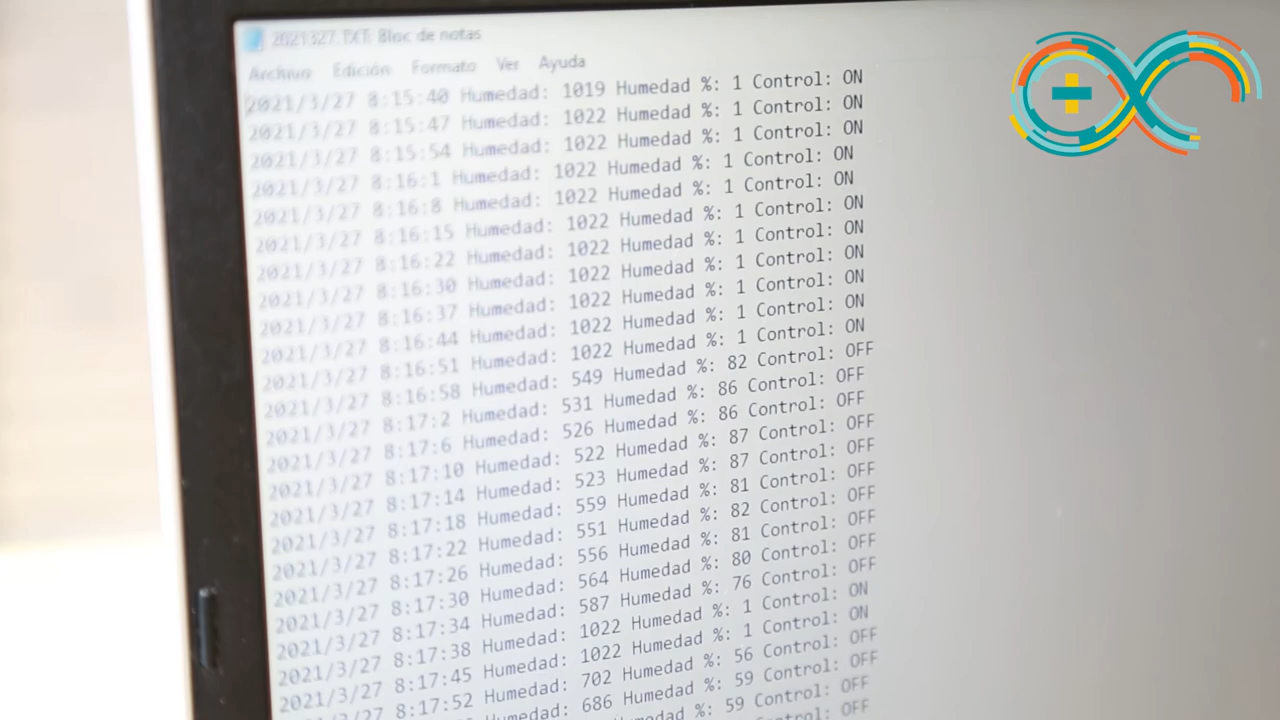 2021327.TXT: Bloc de notas
Archivo Edición Formato Ver Ayuda
2021/3/27 8:15:40 Humedad: 1019 Humedad %: 1 Control: ON
2021/3/27 8:15:47 Humedad: 1022 Humedad %: 1 Control: ON
2021/3/27 8:15:54 Humedad: 1022 Humedad %: 1 Control: ON
2021/3/27 8:16:1 Humedad: 1022 Humedad %: 1 Control: ON
2021/3/27 8:16:8 Humedad: 1022 Humedad %: 1 Control: ON
2021/3/27 8:16:15 Humedad: 1022 Humedad %: 1 Control: ON
2021/3/27 8:16:22 Humedad: 1022 Humedad %: 1 Control: ON
2021/3/27 8:16:30 Humedad: 1022 Humedad %: 1 Control: ON
2021/3/27 8:16:37 Humedad: 1022 Humedad %: 1 Control: ON
2021/3/27 8:16:44 Humedad: 1022 Humedad %: 1 Control: ON
2021/3/27 8:16:51 Humedad: 1022 Humedad %: 1 Control: ON
2021/3/27 8:16:58 Humedad: 549 Humedad %: 82 Control: OFF
2021/3/27 8:17:2 Humedad: 531 Humedad %: 86 Control: OFF
2021/3/27 8:17:6 Humedad: 526 Humedad %: 86 Control: OFF
2021/3/27 8:17:10 Humedad: 522 Humedad %: 87 Control: OFF
2021/3/27 8:17:14 Humedad: 523 Humedad %: 87 Control: OFF
2021/3/27 8:17:18 Humedad: 559 Humedad %: 81 Control: OFF
2021/3/27 8:17:22 Humedad: 551 Humedad %: 82 Control: OFF
2021/3/27 8:17:26 Humedad: 556 Humedad %: 81 Control: OFF
2021/3/27 8:17:30 Humedad: 564 Humedad %: 80 Control: OFF
2021/3/27 8:17:34 Humedad: 587 Humedad %: 76 Control: OFF
2021/3/27 8:17:38 Humedad: 1022 Humedad %: 1 Control: ON
2021/3/27 8:17:45 Humedad: 1022 Humedad %: 1 Control: ON
2021/3/27 8:17:52 Humedad: 702 Humedad %: 56 Control: OFF
umedad: 686 Humedad %: 59 Control: OFF
%: 59 Control: OFF
OFF